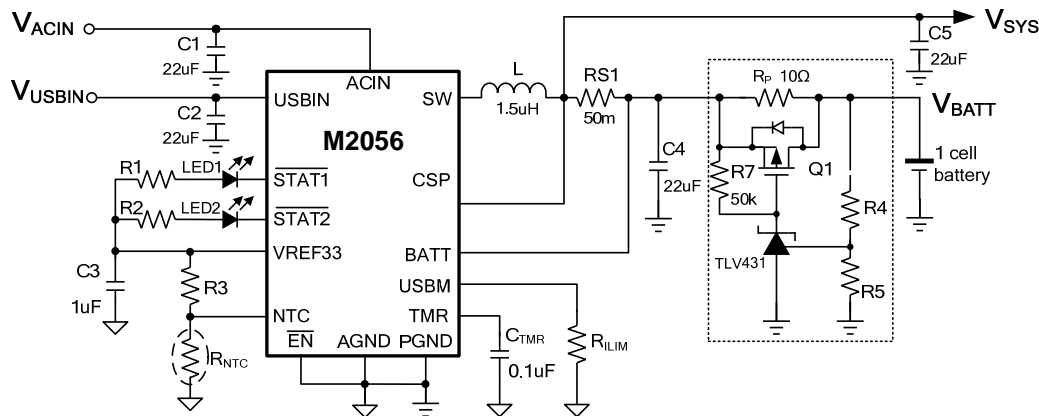 VACIN
C1
22uF
VSYS
C5
22uF
VUSBIN
C2
22uF
ACIN
USBIN
SW
M2056
L
1.5uH
RS1
50m
RP 10Ω
VBATT
R1
LED1
STAT1
CSP
C4
22uF
R7
50k
Q1
1 cell
battery
R2
LED2
STAT2
R4
VREF33
BATT
TLV431
C3
1uF
R3
USBM
R5
NTC
TMR
RNTC
EN
AGND
PGND
CTMR
0.1uF
RILIM